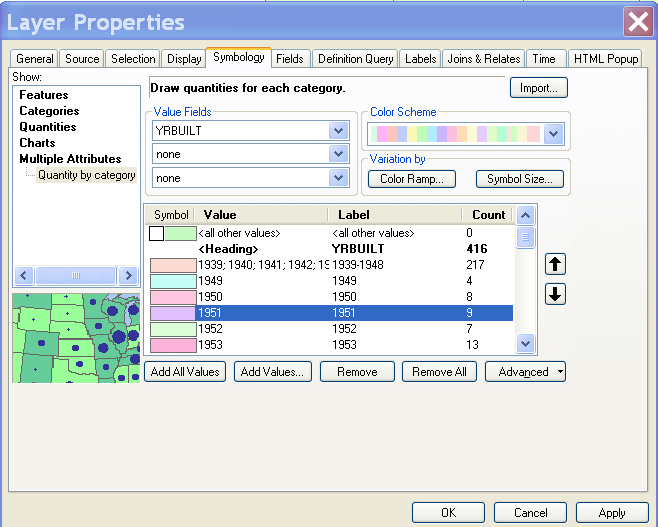 Layer Properties
General Source Selection Display Symbology Fields Definition Query Labels Joins & Relates Time HTML Popup
Show:
Features
Categories
Quantities
Charts
Multiple Attributes
Quantity by category
Draw quantities for each category.
Import...
Value Fields
YRBUILT
none
none
Color Scheme
Variation by
Color Ramp... Symbol Size...
Symbol Value Label Count
<all other values> <all other values> 0
<Heading> YRBUILT 416
1939; 1940; 1941; 1942; 19 1939-1948 217
1949 1949 4
1950 1950 8
1951 1951 9
1952 1952 7
1953 1953 13
Add All Values Add Values... Remove Remove All Advanced
OK Cancel Apply